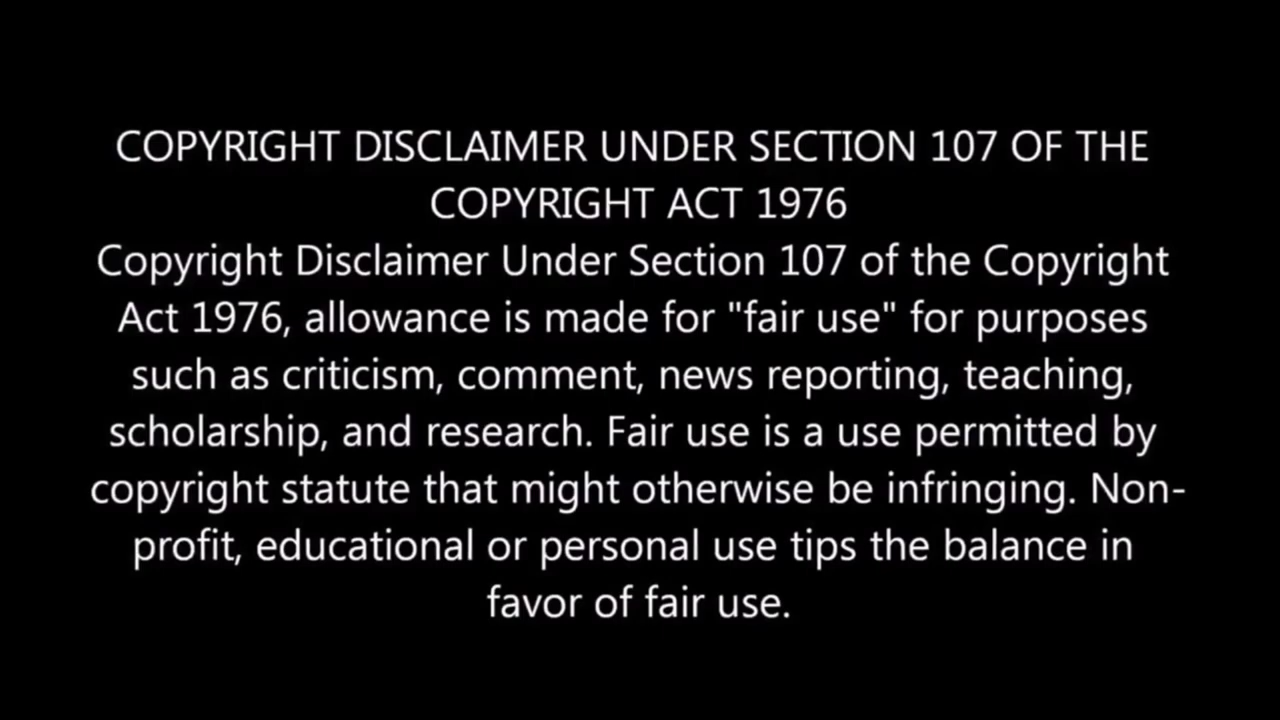 COPYRIGHT DISCLAIMER UNDER SECTION 107 OF THE
COPYRIGHT ACT 1976
Copyright Disclaimer Under Section 107 of the Copyright
Act 1976, allowance is made for "fair use" for purposes
such as criticism, comment, news reporting, teaching,
scholarship, and research. Fair use is a use permitted by
copyright statute that might otherwise be infringing. Non-
profit, educational or personal use tips the balance in
favor of fair use.